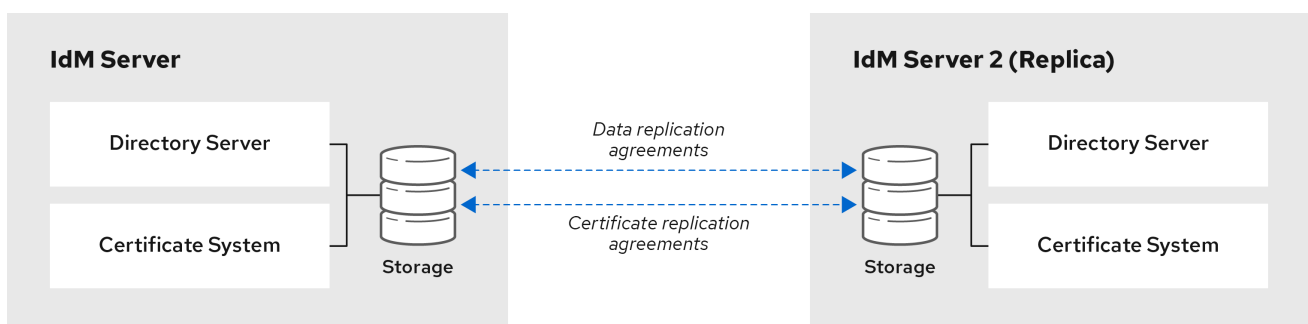 IdM Server
Directory Server
Certificate System
Storage
Data replication
agreements
Certificate replication
agreements
IdM Server 2 (Replica)
Storage
Directory Server
Certificate System